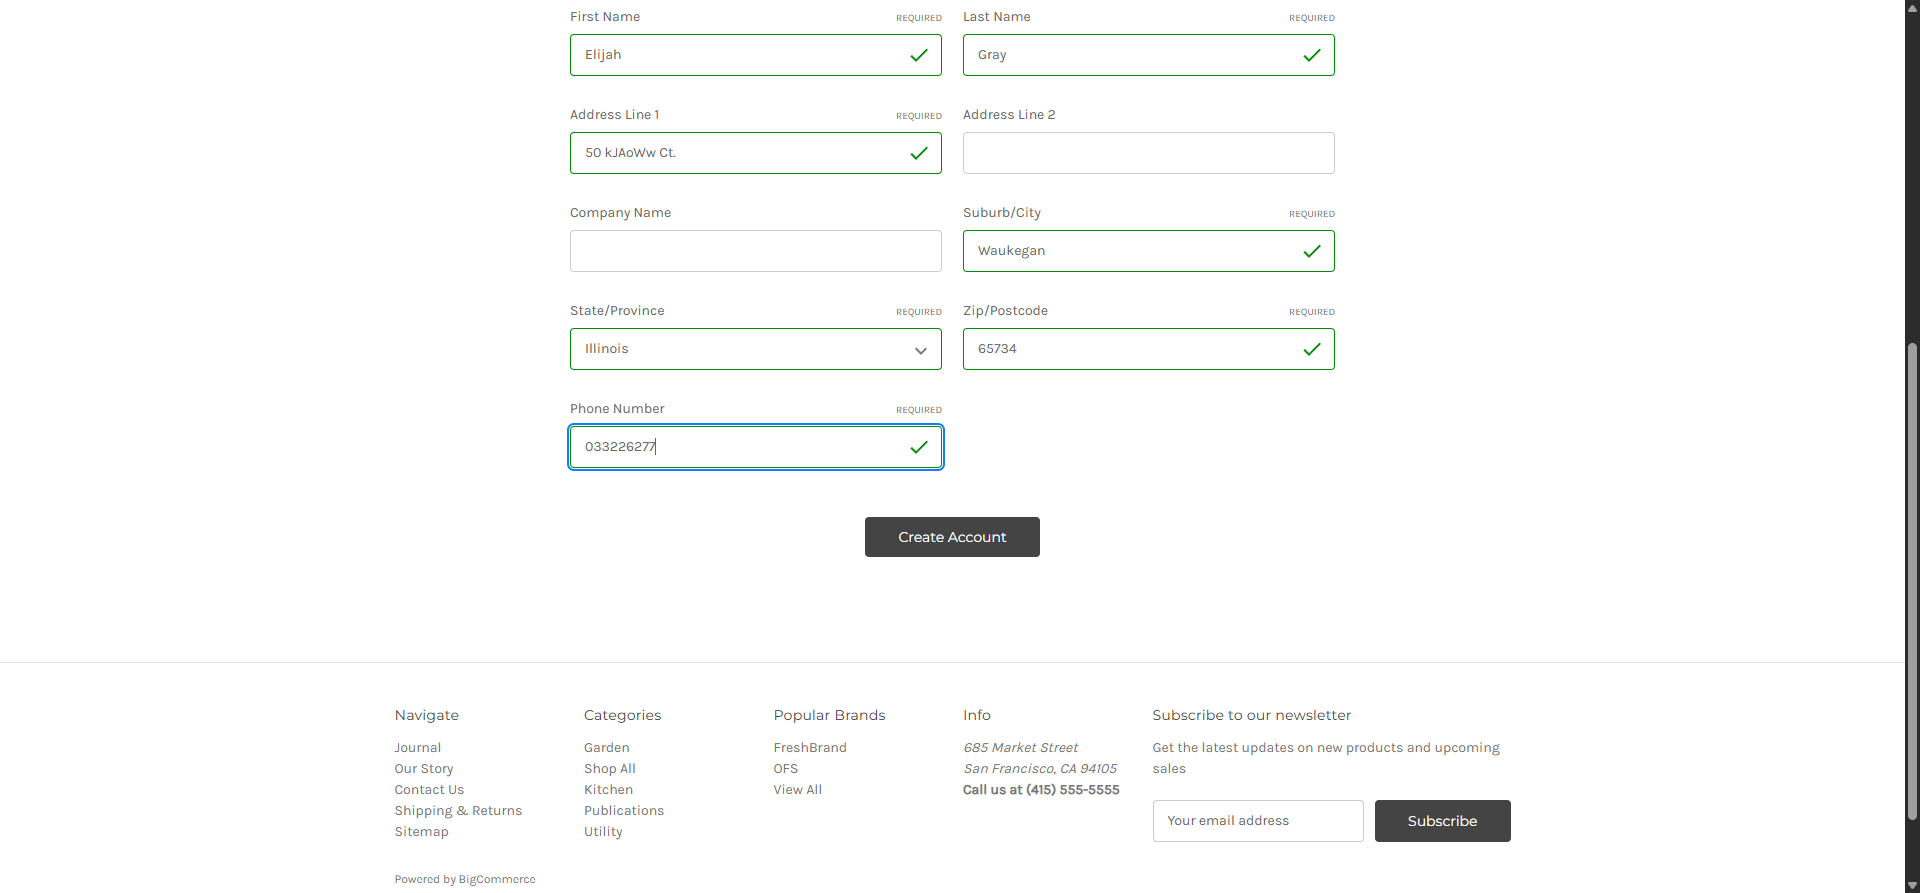 First Name REQUIRED
Last Name REQUIRED
Elijah
Gray
Address Line 1 REQUIRED
Address Line 2
50 kJAoWw Ct.
Company Name
Suburb/City REQUIRED
Waukegan
State/Province REQUIRED
Zip/Postcode REQUIRED
Illinois
65734
Phone Number REQUIRED
033226277
Create Account
Navigate
Journal
Our Story
Contact Us
Shipping & Returns
Sitemap
Categories
Garden
Shop All
Kitchen
Publications
Utility
Popular Brands
FreshBrand
OFS
View All
Info
685 Market Street
San Francisco, CA 94105
Call us at (415) 555-5555
Subscribe to our newsletter
Get the latest updates on new products and upcoming
sales
Your email address
Subscribe
Powered by BigCommerce